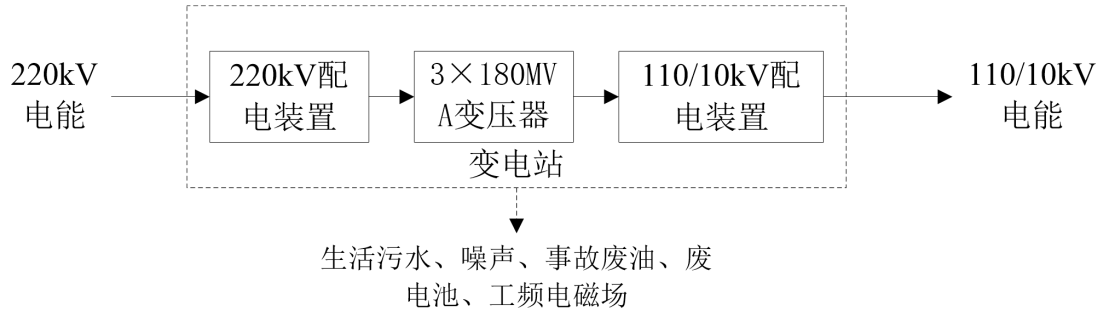 220kV
电能
220kV配
电装置
3×180MV
A变压器
110/10kV配
电装置
110/10kV
电能
变电站
生活污水、噪声、事故废油、废
电池、工频电磁场